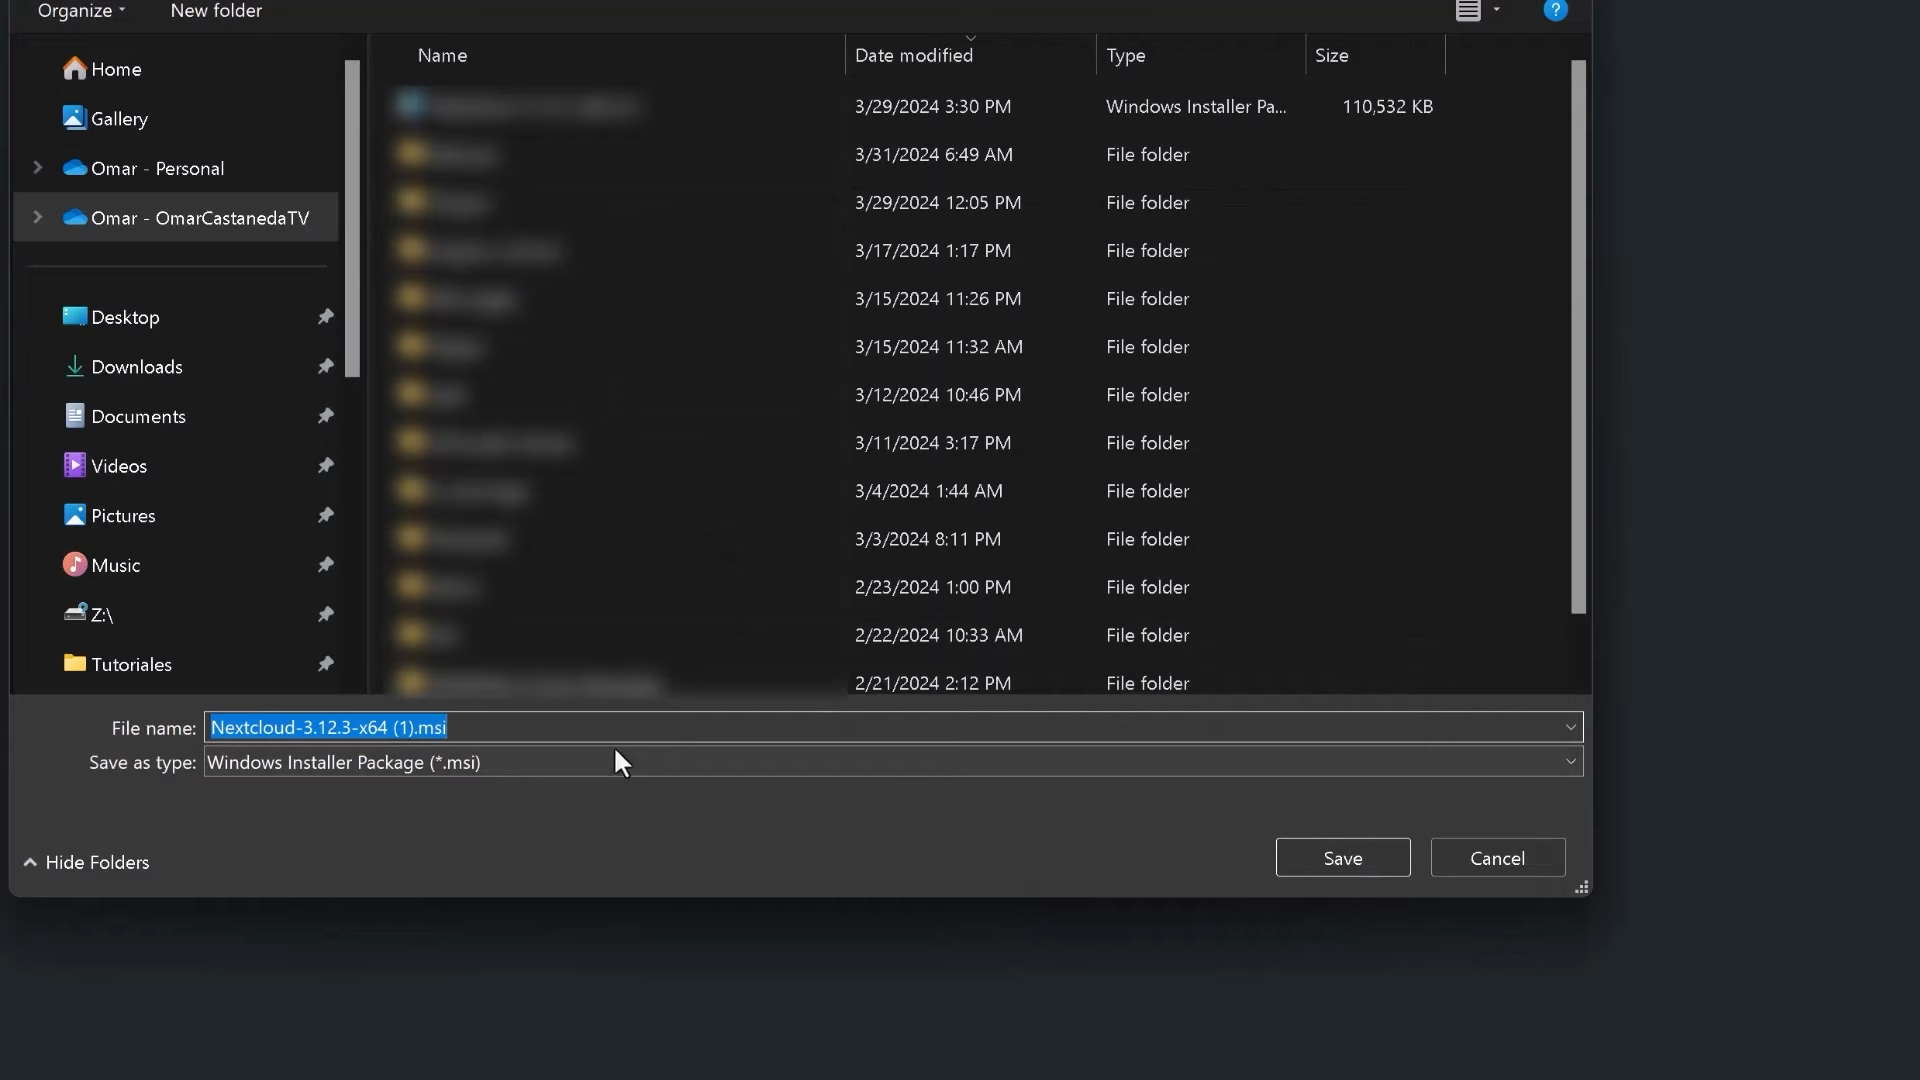 Organize
New folder
?
Name
Date modified
Type
Size
Home
Gallery
Omar - Personal
Omar - OmarCastanedaTV
Desktop
Downloads
Documents
Videos
Pictures
Music
Z:\
Tutoriales
3/29/2024 3:30 PM Windows Installer Pa... 110,532 KB
3/31/2024 6:49 AM File folder
3/29/2024 12:05 PM File folder
3/17/2024 1:17 PM File folder
3/15/2024 11:26 PM File folder
3/15/2024 11:32 AM File folder
3/12/2024 10:46 PM File folder
3/11/2024 3:17 PM File folder
3/4/2024 1:44 AM File folder
3/3/2024 8:11 PM File folder
2/23/2024 1:00 PM File folder
2/22/2024 10:33 AM File folder
2/21/2024 2:12 PM File folder
File name: Nextcloud-3.12.3-x64 (1).msi
Save as type: Windows Installer Package (*.msi)
Hide Folders
Save
Cancel